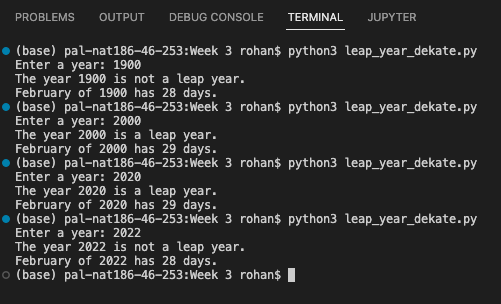 PROBLEMS OUTPUT DEBUG CONSOLE TERMINAL JUPYTER
(base) pal-nat186-46-253:Week 3 rohan$ python3 leap_year_dekate.py
Enter a year: 1900
The year 1900 is not a leap year.
February of 1900 has 28 days.
(base) pal-nat186-46-253:Week 3 rohan$ python3 leap_year_dekate.py
Enter a year: 2000
The year 2000 is a leap year.
February of 2000 has 29 days.
(base) pal-nat186-46-253:Week 3 rohan$ python3 leap_year_dekate.py
Enter a year: 2020
The year 2020 is a leap year.
February of 2020 has 29 days.
(base) pal-nat186-46-253:Week 3 rohan$ python3 leap_year_dekate.py
Enter a year: 2022
The year 2022 is not a leap year.
February of 2022 has 28 days.
(base) pal-nat186-46-253:Week 3 rohan$